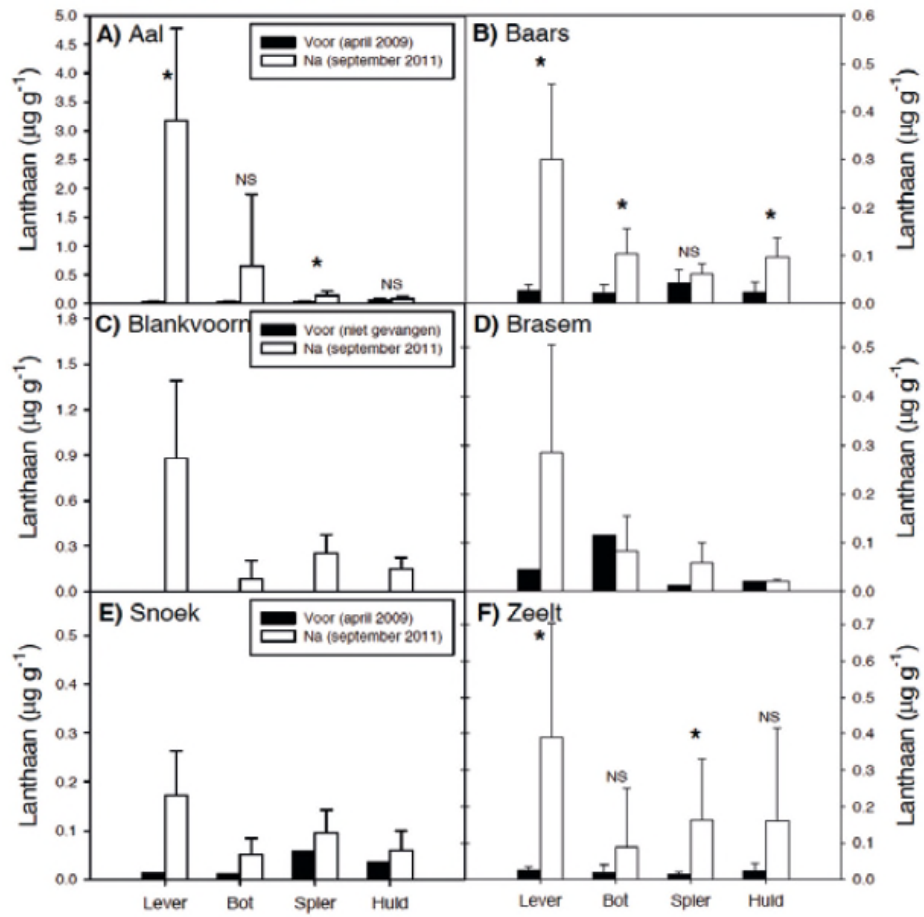 A) Aal
Voor (april 2009)
Na (september 2011)
Lanthaan (µg g-1)
5.0
4.5
4.0
3.5
3.0
2.5
2.0
1.5
1.0
0.5
0.0
*
NS
*
NS
B) Baars
Lanthaan (µg g-1)
0.6
0.5
0.4
0.3
0.2
0.1
0.0
*
*
NS
*
C) Blankvoorn
Voor (niet gevangen)
Na (september 2011)
Lanthaan (µg g-1)
1.8
1.5
1.2
0.9
0.6
0.3
0.0
D) Brasem
Lanthaan (µg g-1)
0.5
0.4
0.3
0.2
0.1
0.0
E) Snoek
Voor (april 2009)
Na (september 2011)
Lanthaan (µg g-1)
0.5
0.4
0.3
0.2
0.1
0.0
Lever Bot Spier Huid
F) Zeelt
Lanthaan (µg g-1)
0.7
0.6
0.5
0.4
0.3
0.2
0.1
0.0
*
NS
*
NS
Lever Bot Spier Huid